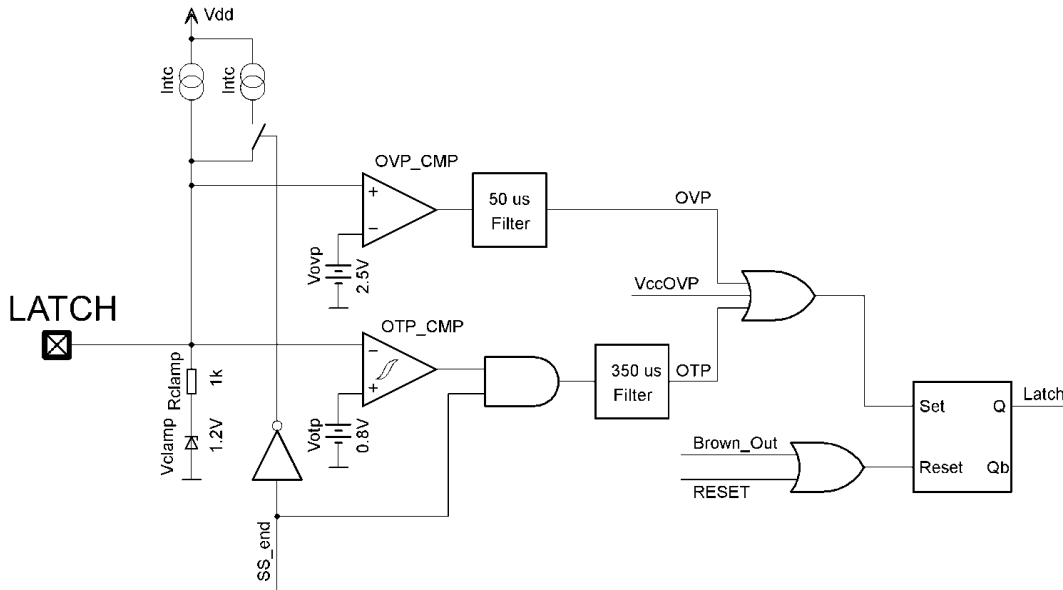 Vdd
Intc
Intc
OVP_CMP
+
−
50 us
Filter
OVP
Vovp
2.5V
VccOVP
LATCH
OTP_CMP
−
+
350 us
Filter
OTP
Rclamp
1k
Vclamp
1.2V
Votp
0.8V
Set
Q
Latch
Brown_Out
Reset
Qb
RESET
SS_end